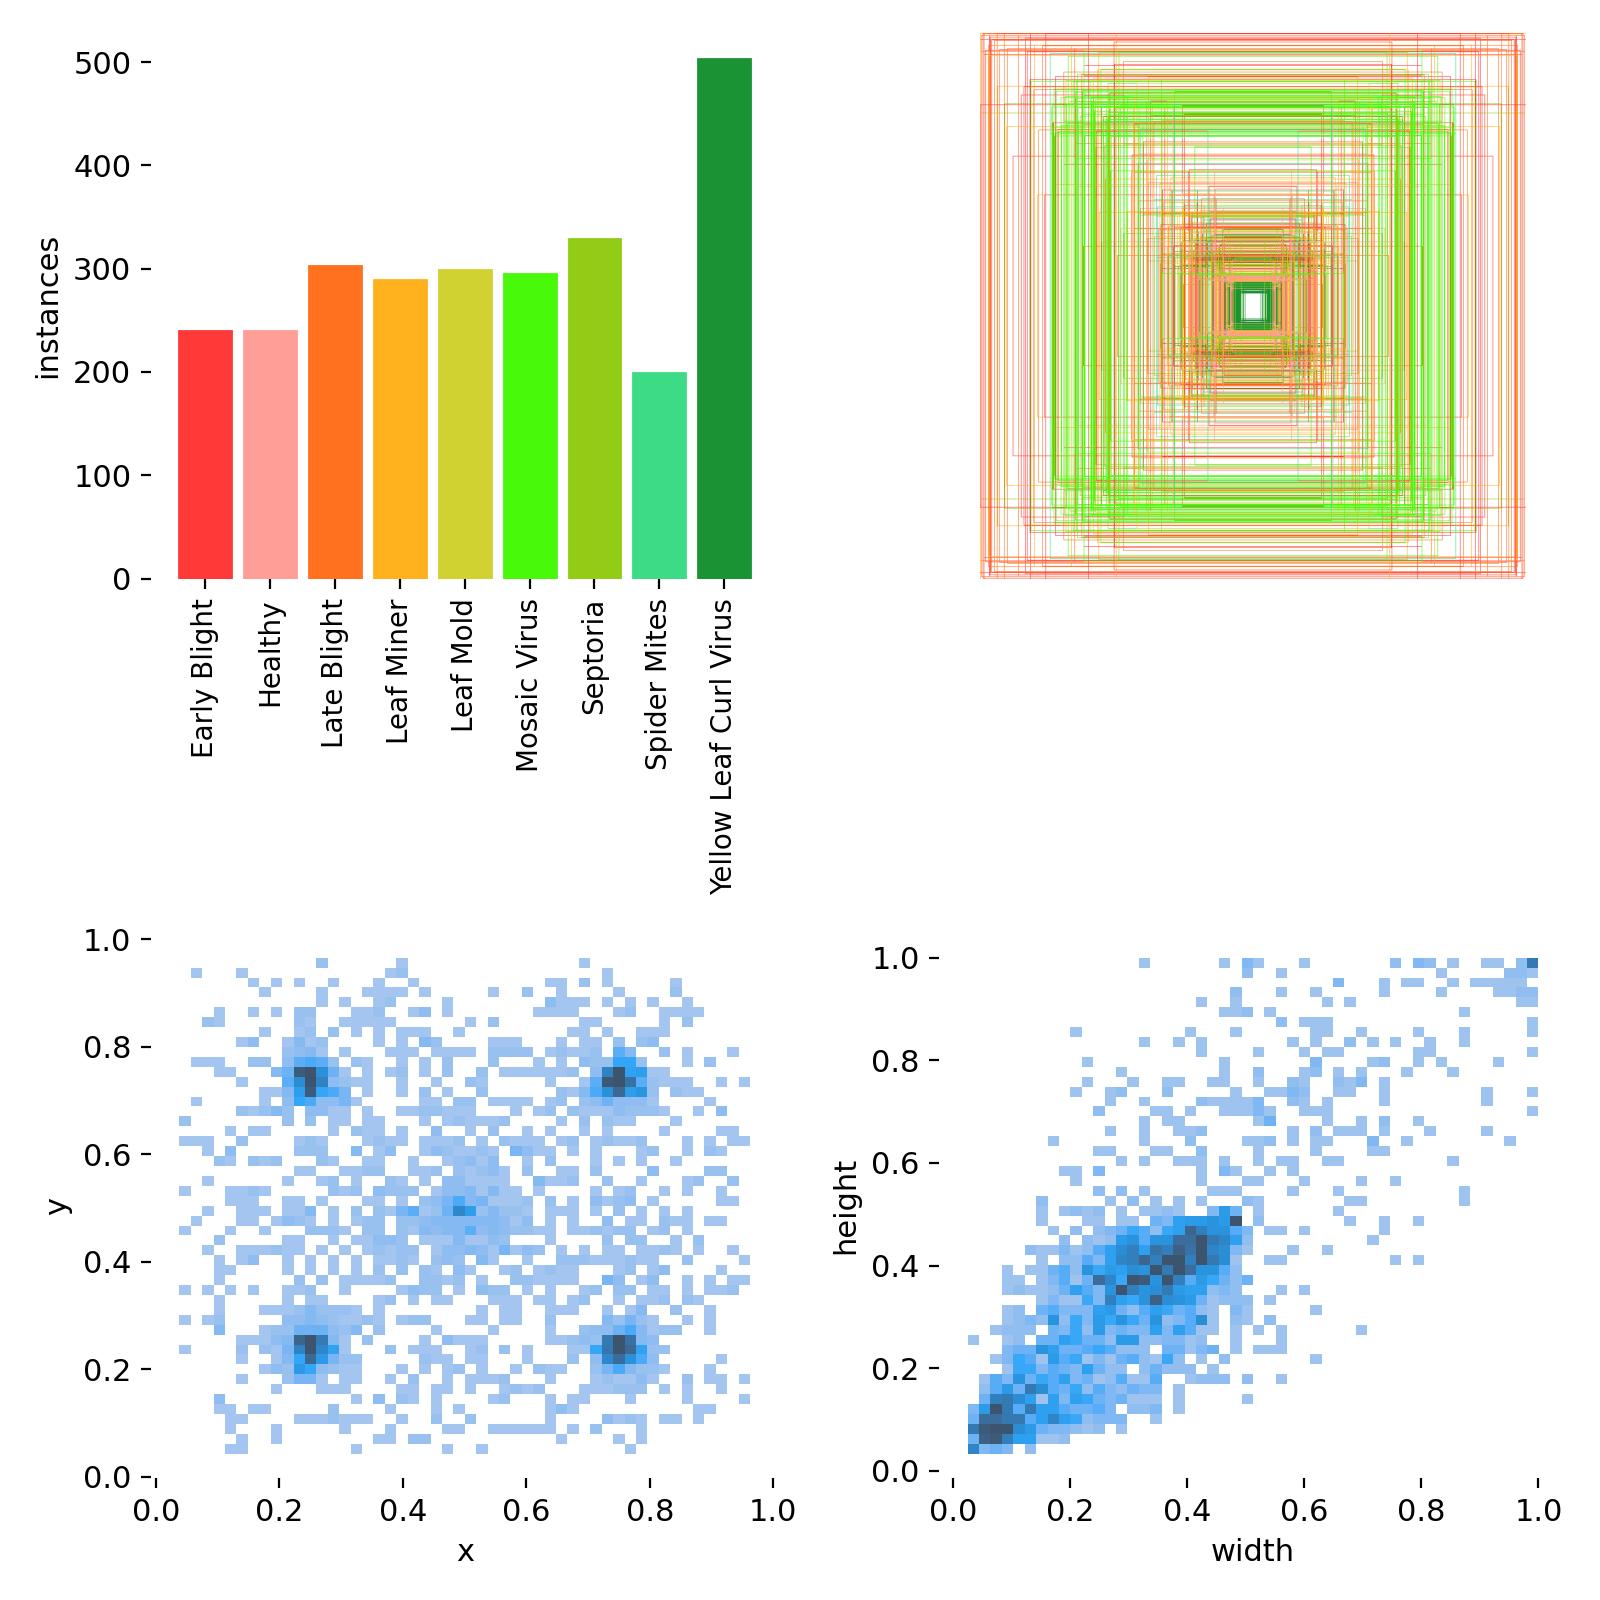 500
400
300
200
100
0
instances
Early Blight
Healthy
Late Blight
Leaf Miner
Leaf Mold
Mosaic Virus
Septoria
Spider Mites
Yellow Leaf Curl Virus
1.0
0.8
0.6
0.4
0.2
0.0
y
0.0 0.2 0.4 0.6 0.8 1.0
x
1.0
0.8
0.6
0.4
0.2
0.0
height
0.0 0.2 0.4 0.6 0.8 1.0
width